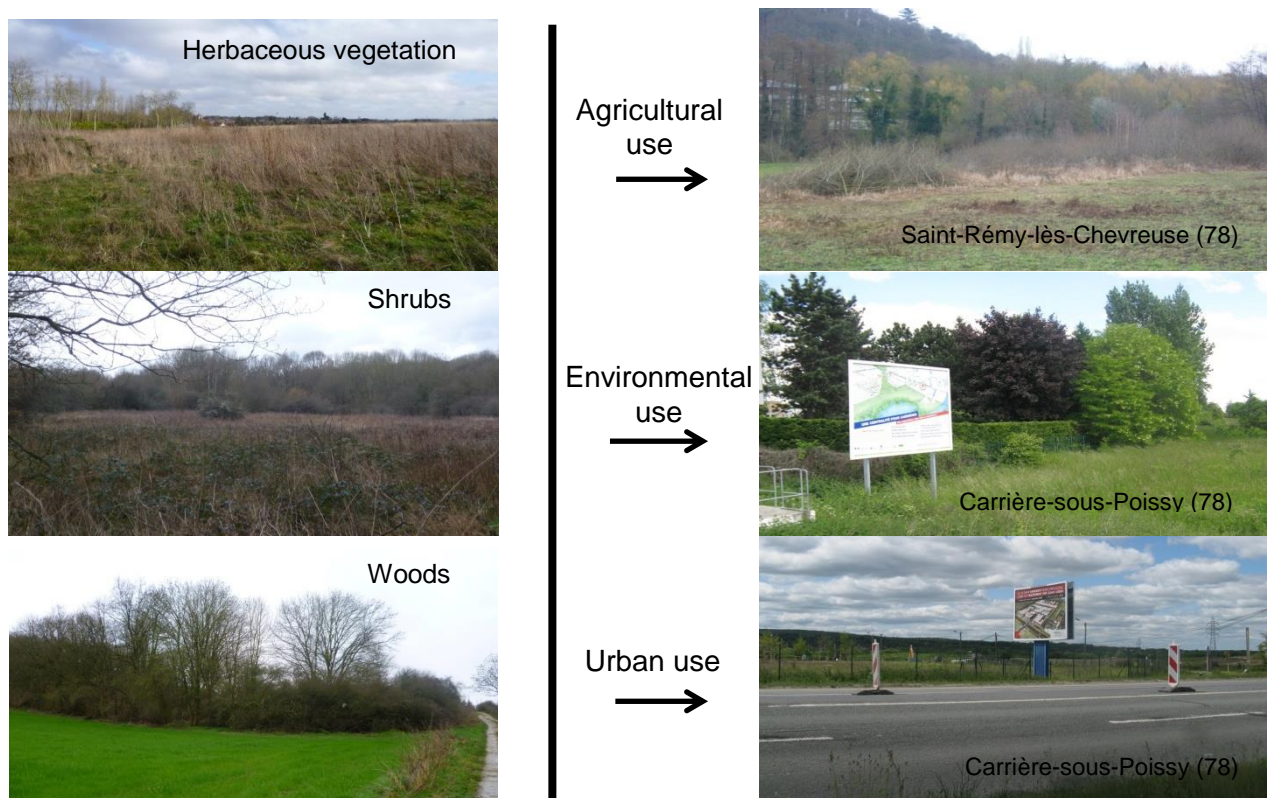 Herbaceous vegetation
Agricultural
use
Saint-Rémy-lès-Chevreuse (78)
Shrubs
Environmental
use
Carrière-sous-Poissy (78)
Woods
Urban use
Carrière-sous-Poissy (78)